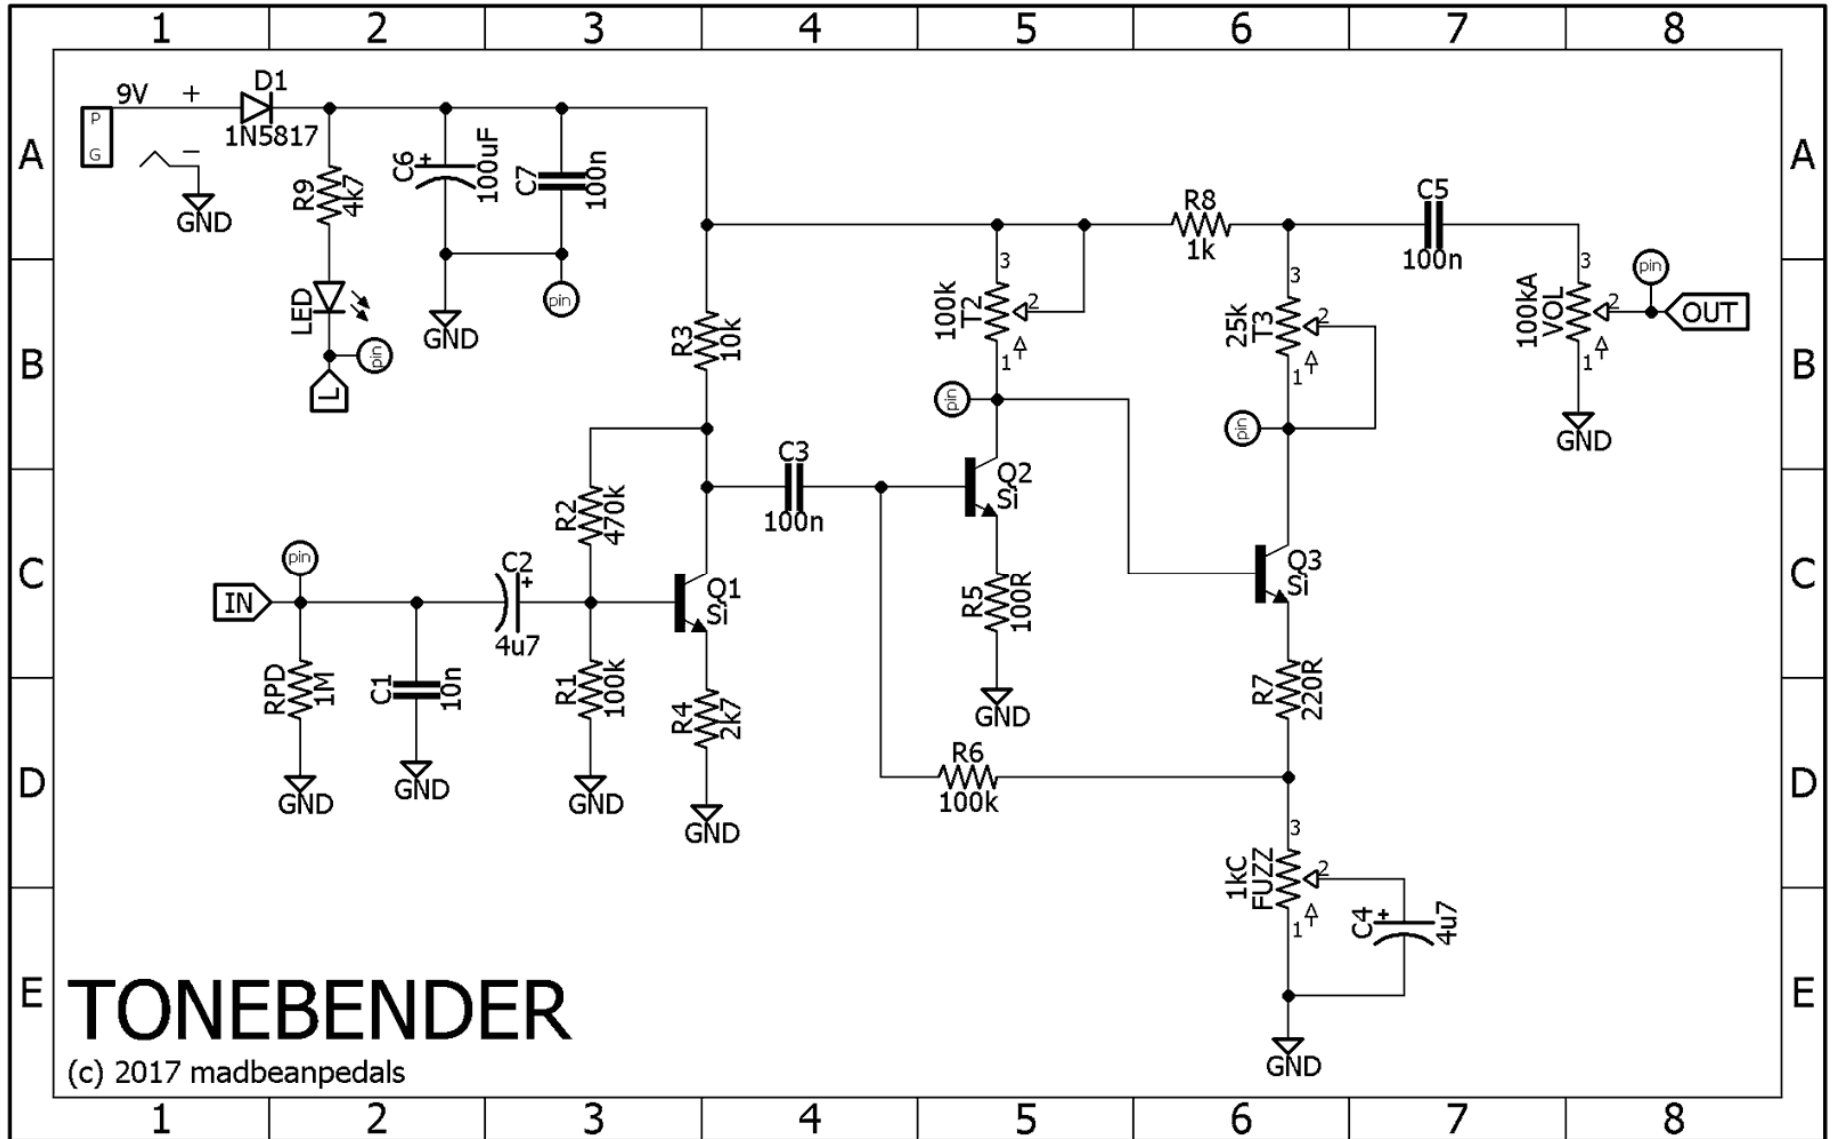 1 2 3 4 5 6 7 8
A
B
C
D
E
A
B
C
D
E
9V + D1
1N5817
P
G
−
GND
R9
4k7
C6
+
100uF
C7
100n
LED
L
pin
GND
pin
R3
10k
R8
1k
C5
100n
3
100k
T2
2
1
pin
3
25k
T3
2
1
pin
3
100kA
VOL
2
1
pin
OUT
GND
IN
pin
RPD
1M
GND
C1
10n
GND
C2
+
4u7
R2
470k
R1
100k
GND
Q1
Si
R4
2k7
GND
C3
100n
Q2
Si
R5
100R
GND
R6
100k
Q3
Si
R7
220R
3
1kC
FUZZ
2
1
C4
+
4u7
GND
TONEBENDER
(c) 2017 madbeanpedals
1 2 3 4 5 6 7 8